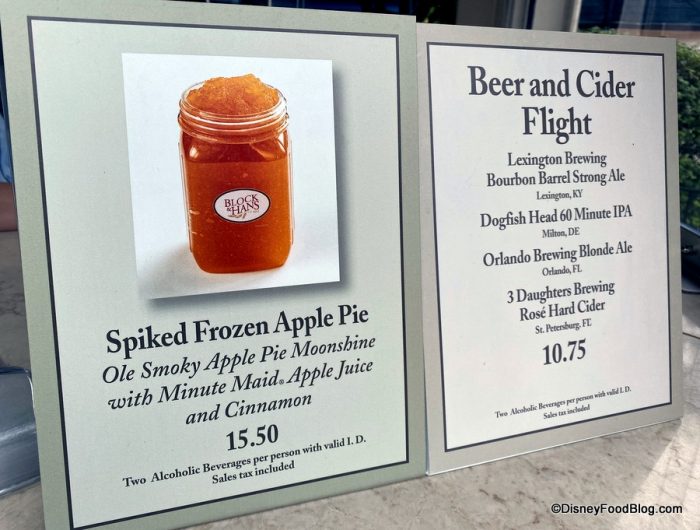 BLOCK
& HANS
Spiked Frozen Apple Pie
Ole Smoky Apple Pie Moonshine
with Minute Maid® Apple Juice
and Cinnamon
15.50
Two Alcoholic Beverages per person with valid I. D.
Sales tax included
Beer and Cider
Flight
Lexington Brewing
Bourbon Barrel Strong Ale
Lexington, KY
Dogfish Head 60 Minute IPA
Milton, DE
Orlando Brewing Blonde Ale
Orlando, FL
3 Daughters Brewing
Rosé Hard Cider
St. Petersburg, FL
10.75
Two Alcoholic Beverages per person with valid I. D.
Sales tax included
©DisneyFoodBlog.com